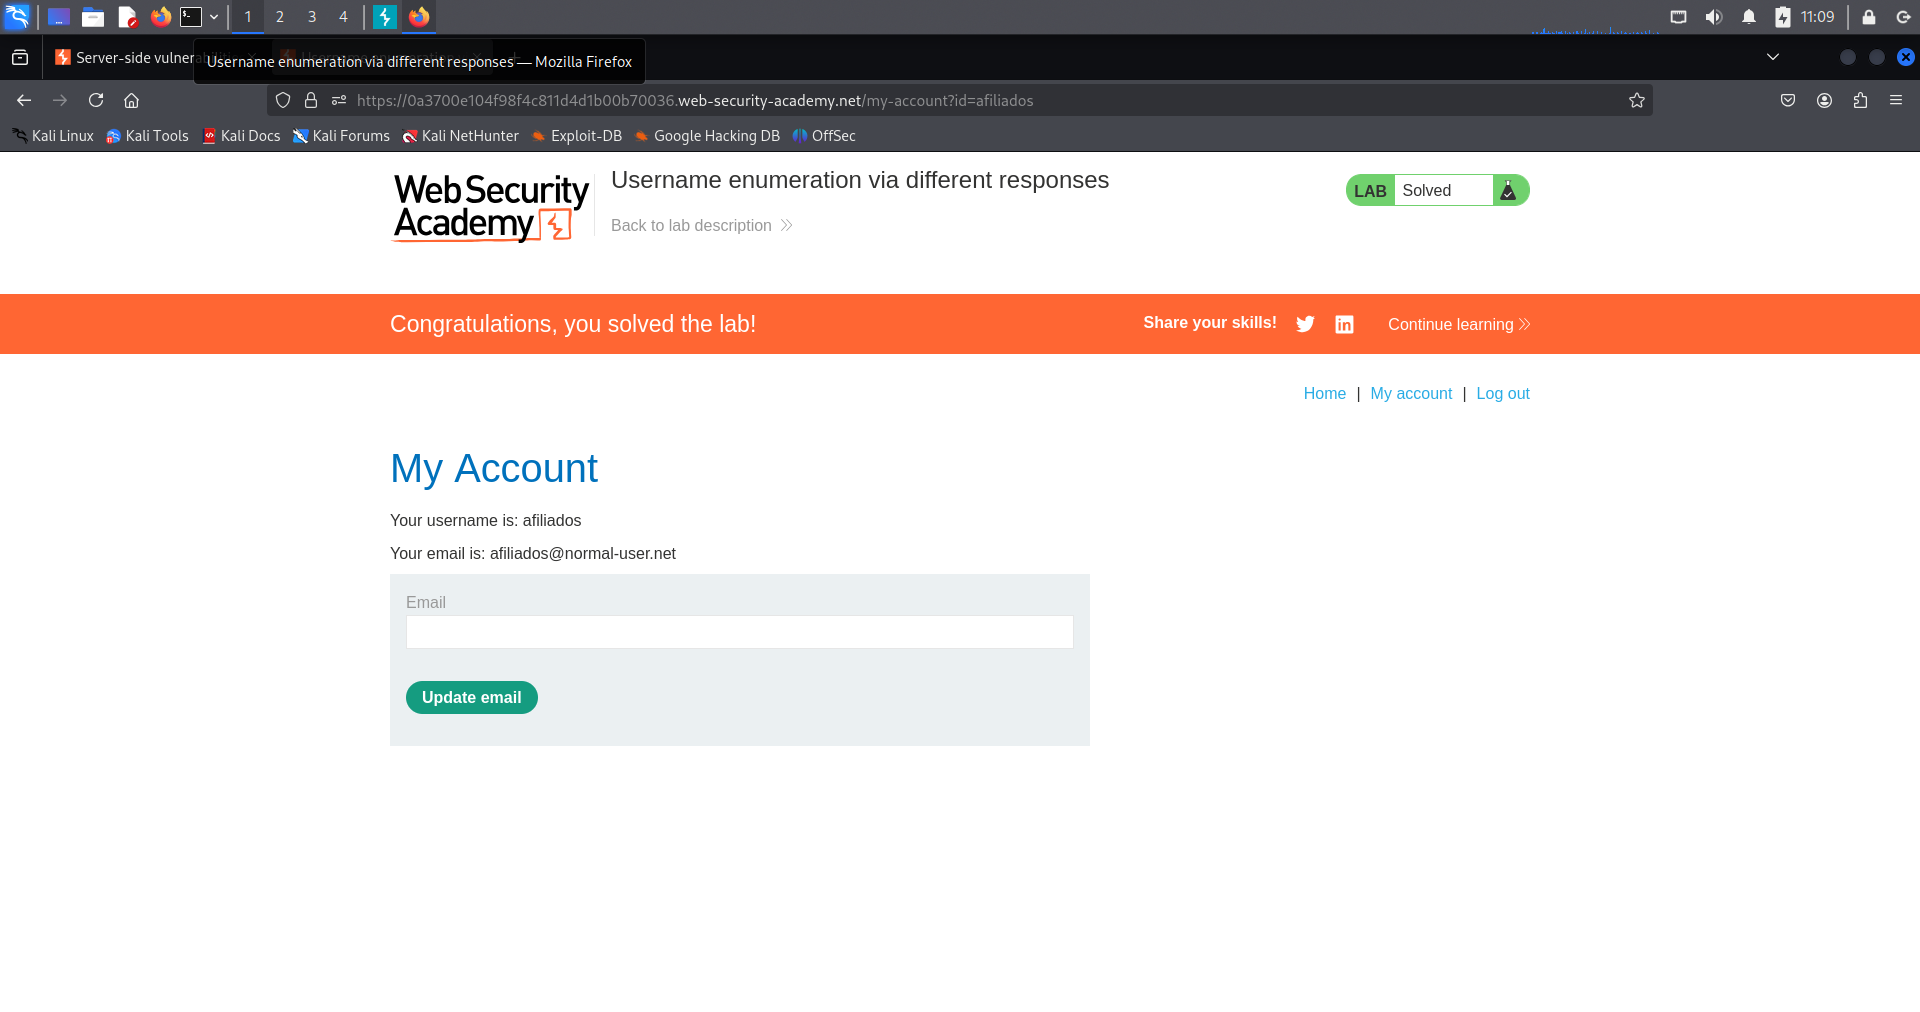 1 2 3 4 11:09
Server-side vulnera
Username enumeration via different responses — Mozilla Firefox
https://0a3700e104f98f4c811d4d1b00b70036.web-security-academy.net/my-account?id=afiliados
Kali Linux Kali Tools Kali Docs Kali Forums Kali NetHunter Exploit-DB Google Hacking DB OffSec
Web Security
Academy
Username enumeration via different responses
Back to lab description
LAB Solved
Congratulations, you solved the lab!
Share your skills! Continue learning
Home | My account | Log out
My Account
Your username is: afiliados
Your email is: afiliados@normal-user.net
Email
Update email